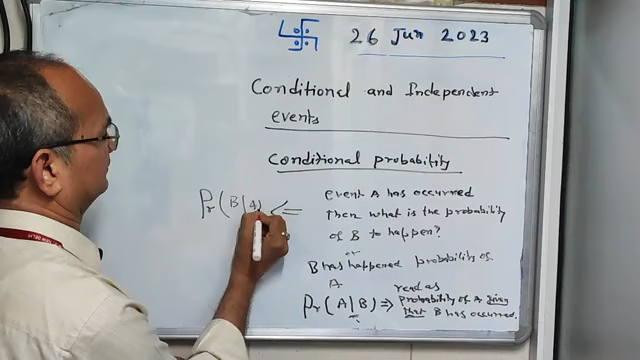 26 Jun 2023
Conditional and Independent
events
Conditional probability
event A has occurred
Pr(B|A) <= then what is the probability
of B to happen?
or
B has happened probability of
A
read as
Pr(A|B) => probability of A given
that B has occurred.